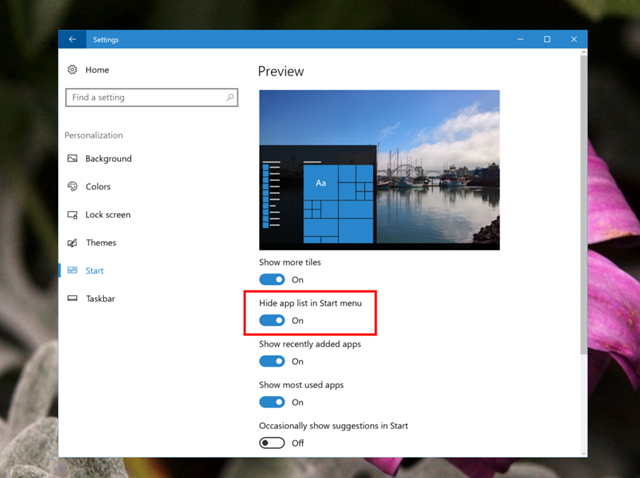 Settings
Home
Find a setting
Personalization
Background
Colors
Lock screen
Themes
Start
Taskbar
Preview
Aa
Show more tiles
On
Hide app list in Start menu
On
Show recently added apps
On
Show most used apps
On
Occasionally show suggestions in Start
Off